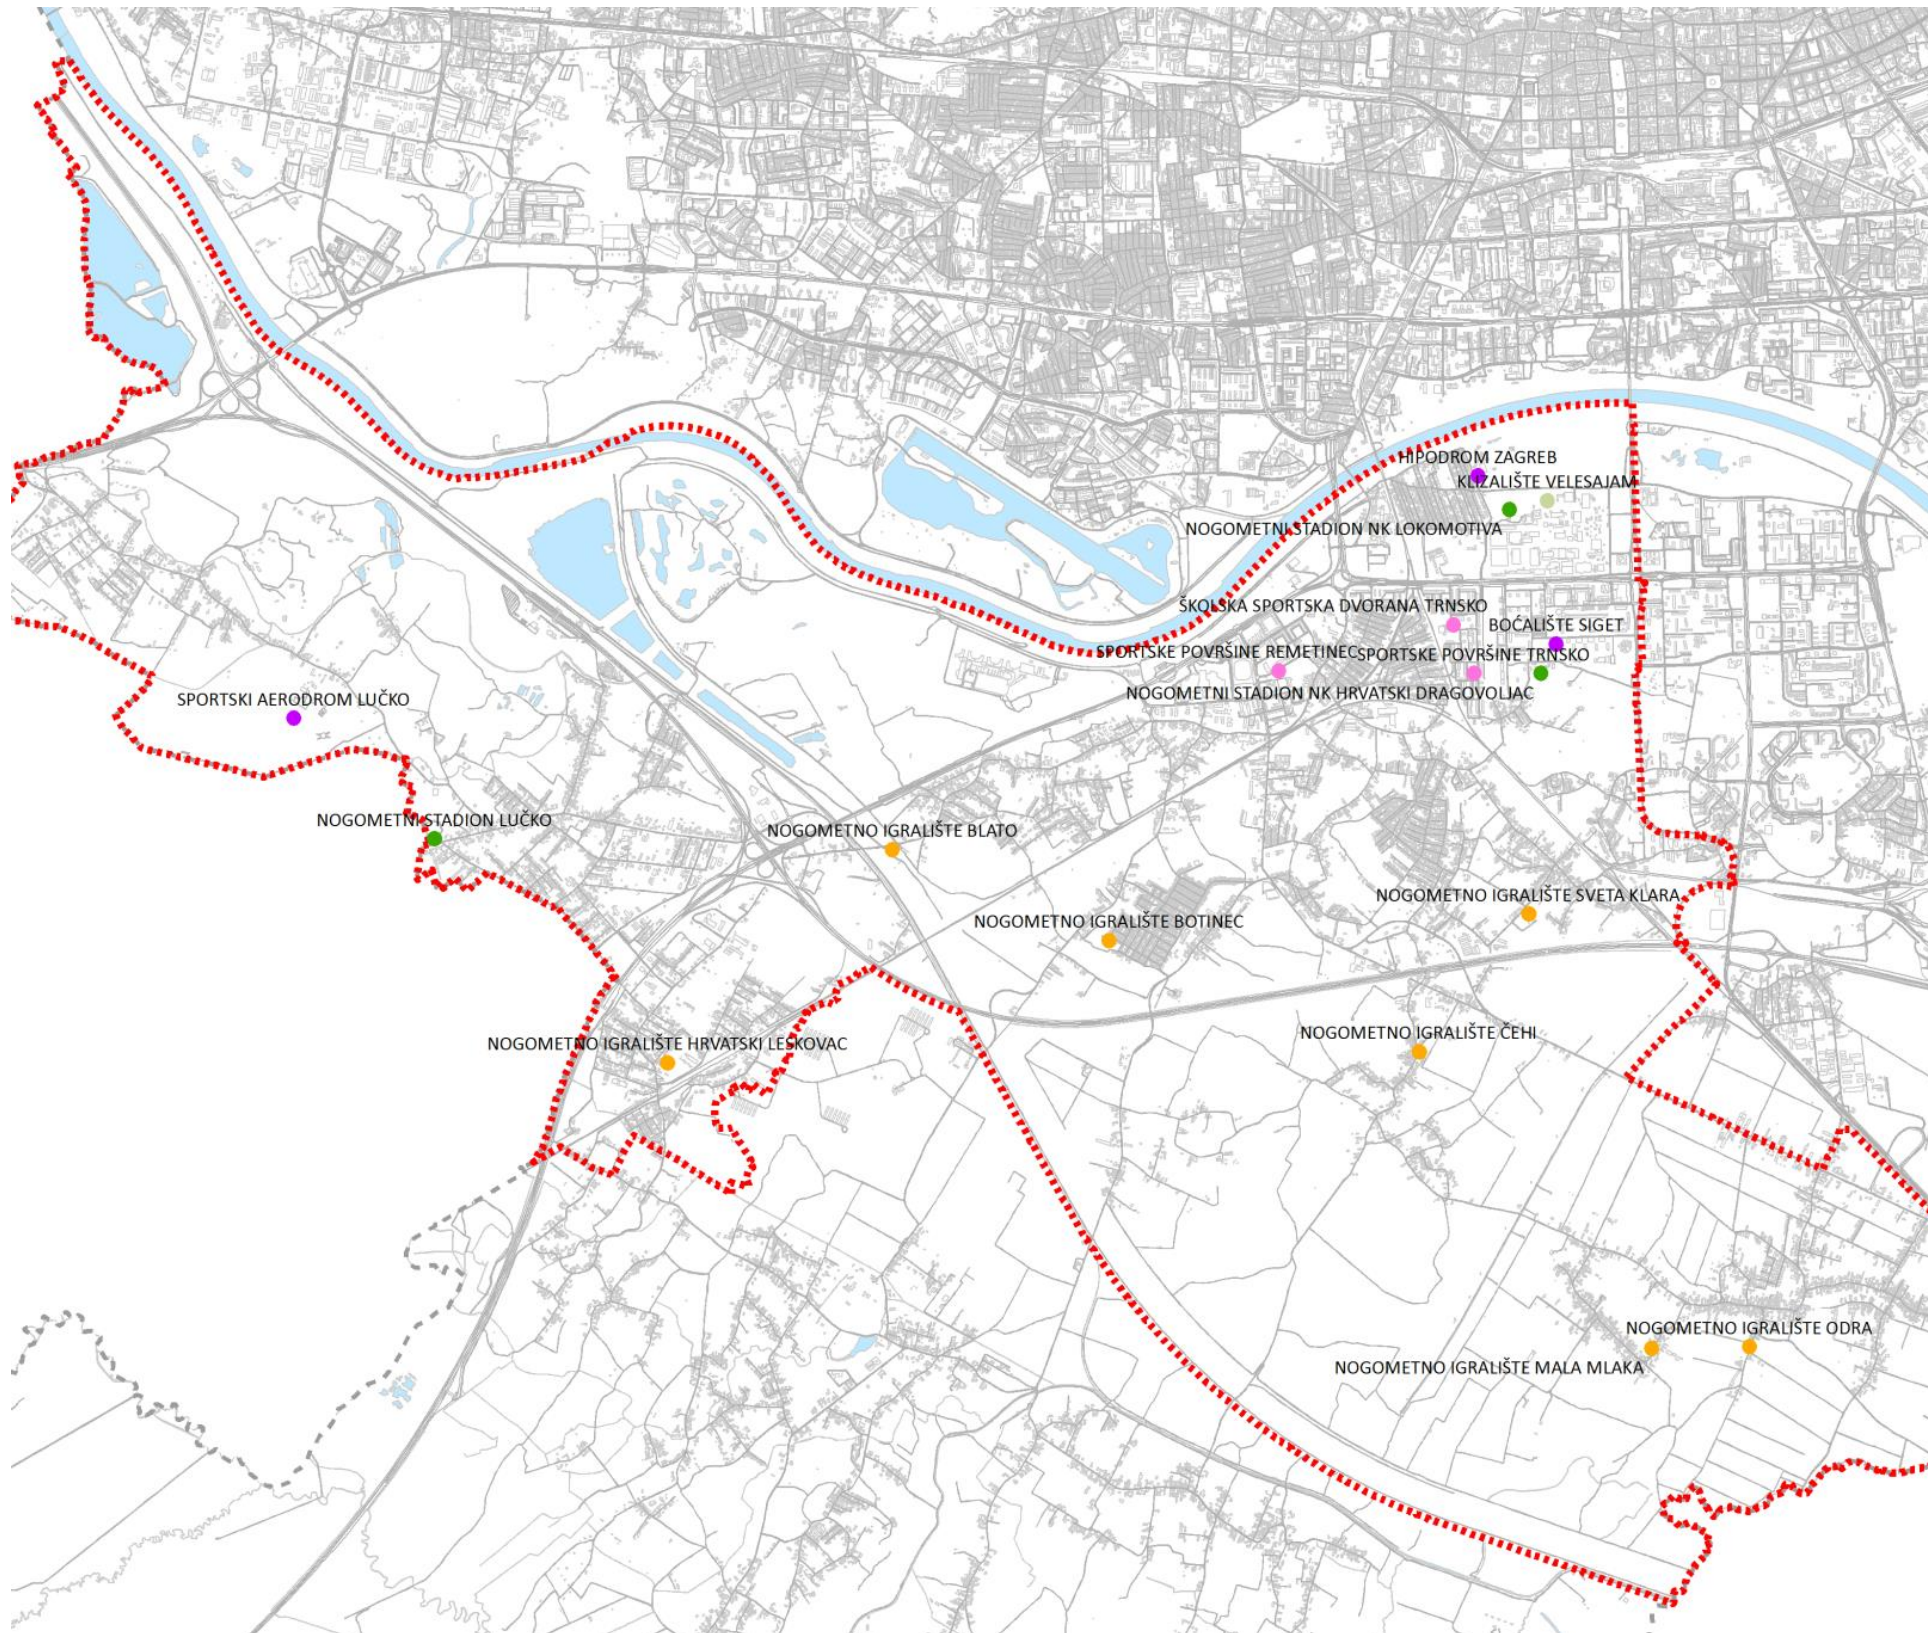 HIPODROM ZAGREB
KLIZALIŠTE VELESAJAM
NOGOMETNI STADION NK LOKOMOTIVA
ŠKOLSKA SPORTSKA DVORANA TRNSKO
BOĆALIŠTE SIGET
SPORTSKE POVRŠINE REMETINEC
SPORTSKE POVRŠINE TRNSKO
NOGOMETNI STADION NK HRVATSKI DRAGOVOLJAC
SPORTSKI AERODROM LUČKO
NOGOMETNI STADION LUČKO
NOGOMETNO IGRALIŠTE BLATO
NOGOMETNO IGRALIŠTE SVETA KLARA
NOGOMETNO IGRALIŠTE BOTINEC
NOGOMETNO IGRALIŠTE ČEHI
NOGOMETNO IGRALIŠTE HRVATSKI LESKOVAC
NOGOMETNO IGRALIŠTE ODRA
NOGOMETNO IGRALIŠTE MALA MLAKA